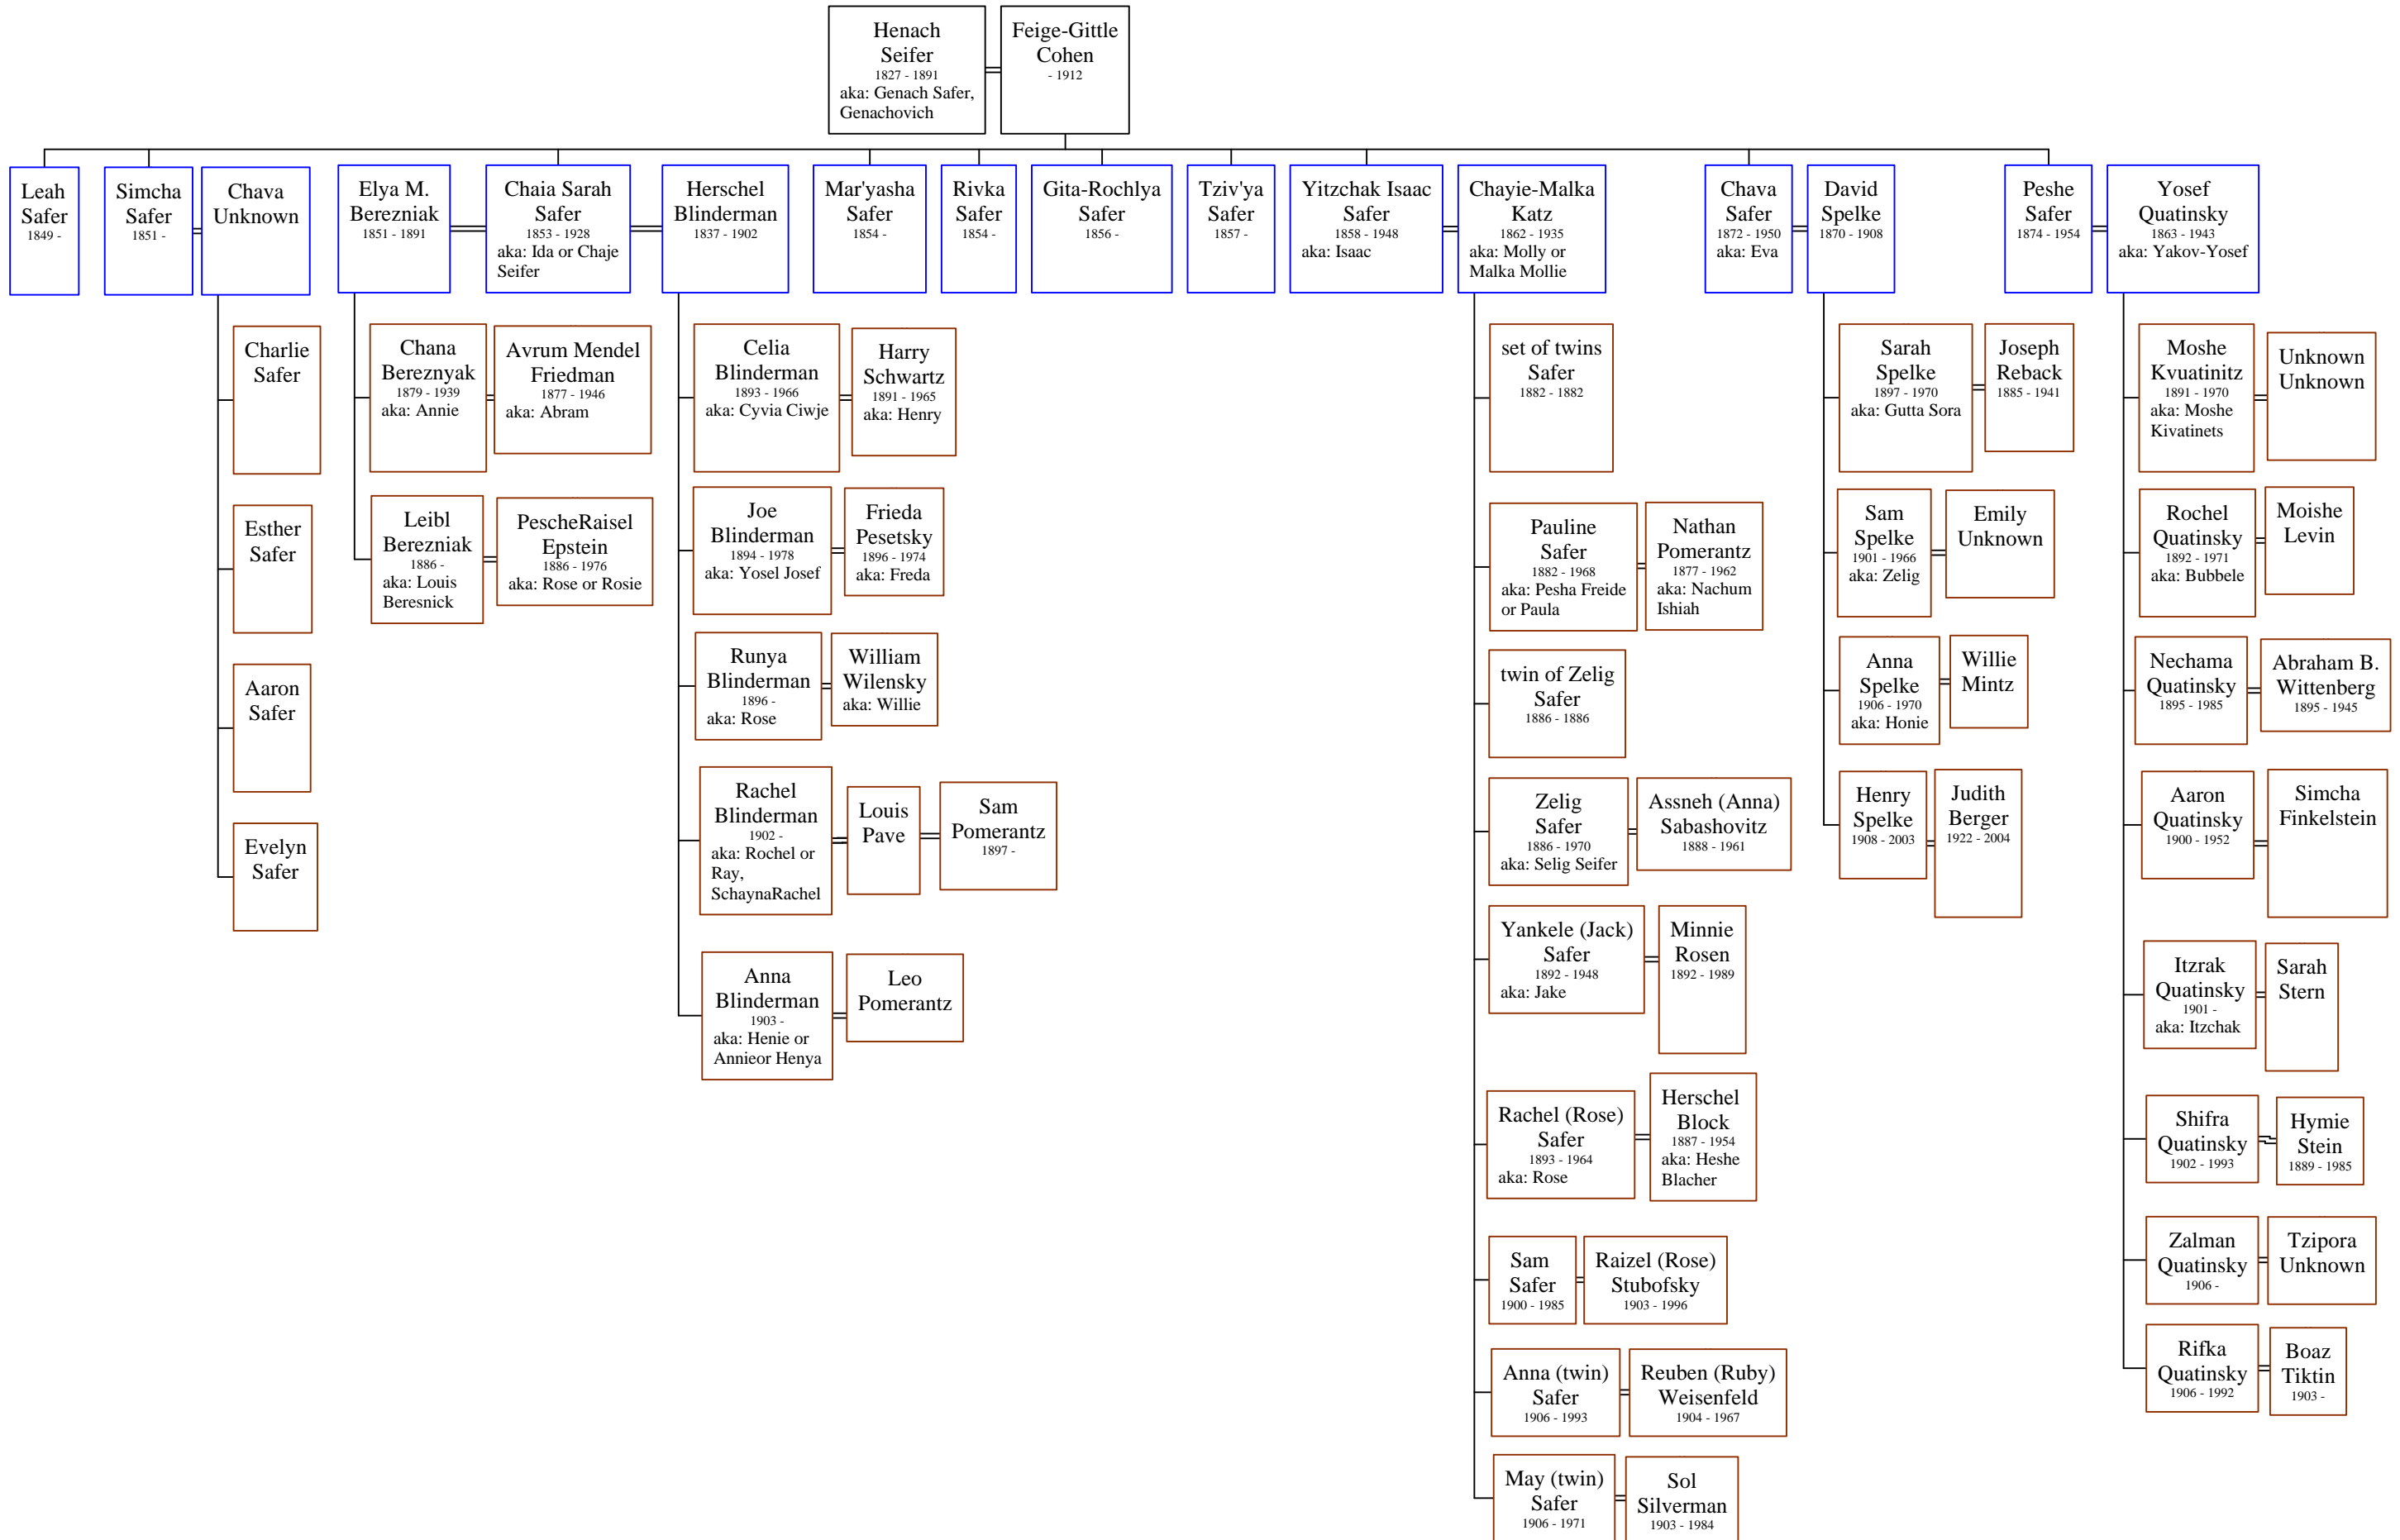 Henach
Seifer
1827 - 1891
aka: Genach Safer,
Genachovich
Feige-Gittle
Cohen
- 1912
Leah
Safer
1849 -
Simcha
Safer
1851 -
Chava
Unknown
Elya M.
Berezniak
1851 - 1891
Chaia Sarah
Safer
1853 - 1928
aka: Ida or Chaje
Seifer
Herschel
Blinderman
1837 - 1902
Mar'yasha
Safer
1854 -
Rivka
Safer
1854 -
Gita-Rochlya
Safer
1856 -
Tziv'ya
Safer
1857 -
Yitzchak Isaac
Safer
1858 - 1948
aka: Isaac
Chayie-Malka
Katz
1862 - 1935
aka: Molly or
Malka Mollie
Chava
Safer
1872 - 1950
aka: Eva
David
Spelke
1870 - 1908
Peshe
Safer
1874 - 1954
Yosef
Quatinsky
1863 - 1943
aka: Yakov-Yosef
Charlie
Safer
Esther
Safer
Aaron
Safer
Evelyn
Safer
Chana
Bereznyak
1879 - 1939
aka: Annie
Avrum Mendel
Friedman
1877 - 1946
aka: Abram
Leibl
Berezniak
1886 -
aka: Louis
Beresnick
PescheRaisel
Epstein
1886 - 1976
aka: Rose or Rosie
Celia
Blinderman
1893 - 1966
aka: Cyvia Ciwje
Harry
Schwartz
1891 - 1965
aka: Henry
Joe
Blinderman
1894 - 1978
aka: Yosel Josef
Frieda
Pesetsky
1896 - 1974
aka: Freda
Runya
Blinderman
1896 -
aka: Rose
William
Wilensky
aka: Willie
Rachel
Blinderman
1902 -
aka: Rochel or
Ray,
SchaynaRachel
Louis
Pave
Sam
Pomerantz
1897 -
Anna
Blinderman
1903 -
aka: Henie or
Annieor Henya
Leo
Pomerantz
set of twins
Safer
1882 - 1882
Pauline
Safer
1882 - 1968
aka: Pesha Freide
or Paula
Nathan
Pomerantz
1877 - 1962
aka: Nachum
Ishiah
twin of Zelig
Safer
1886 - 1886
Zelig
Safer
1886 - 1970
aka: Selig Seifer
Assneh (Anna)
Sabashovitz
1888 - 1961
Yankele (Jack)
Safer
1892 - 1948
aka: Jake
Minnie
Rosen
1892 - 1989
Rachel (Rose)
Safer
1893 - 1964
aka: Rose
Herschel
Block
1887 - 1954
aka: Heshe
Blacher
Sam
Safer
1900 - 1985
Raizel (Rose)
Stubofsky
1903 - 1996
Anna (twin)
Safer
1906 - 1993
Reuben (Ruby)
Weisenfeld
1904 - 1967
May (twin)
Safer
1906 - 1971
Sol
Silverman
1903 - 1984
Sarah
Spelke
1897 - 1970
aka: Gutta Sora
Joseph
Reback
1885 - 1941
Sam
Spelke
1901 - 1966
aka: Zelig
Emily
Unknown
Anna
Spelke
1906 - 1970
aka: Honie
Willie
Mintz
Henry
Spelke
1908 - 2003
Judith
Berger
1922 - 2004
Moshe
Kvuatinitz
1891 - 1970
aka: Moshe
Kivatinets
Unknown
Unknown
Rochel
Quatinsky
1892 - 1971
aka: Bubbele
Moishe
Levin
Nechama
Quatinsky
1895 - 1985
Abraham B.
Wittenberg
1895 - 1945
Aaron
Quatinsky
1900 - 1952
Simcha
Finkelstein
Itzrak
Quatinsky
1901 -
aka: Itzchak
Sarah
Stern
Shifra
Quatinsky
1902 - 1993
Hymie
Stein
1889 - 1985
Zalman
Quatinsky
1906 -
Tzipora
Unknown
Rifka
Quatinsky
1906 - 1992
Boaz
Tiktin
1903 -